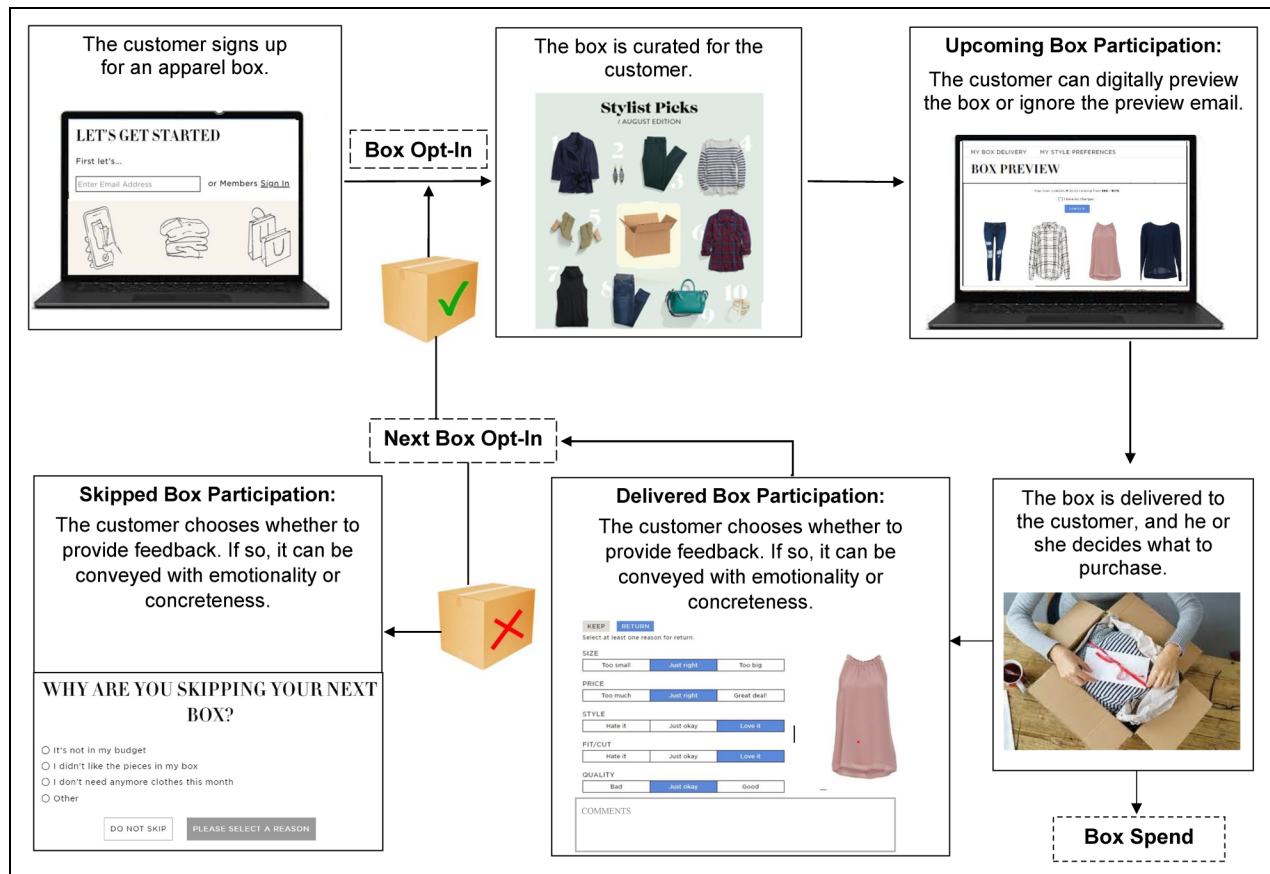 The customer signs up
for an apparel box.
LET'S GET STARTED
First let's...
Enter Email Address
or Members Sign In
Box Opt-In
The box is curated for the
customer.
Stylist Picks
/ AUGUST EDITION
1
2
3
4
5
6
7
8
9
10
Upcoming Box Participation:
The customer can digitally preview
the box or ignore the preview email.
MY BOX DELIVERY MY STYLE PREFERENCES
BOX PREVIEW
Next Box Opt-In
Skipped Box Participation:
The customer chooses whether to
provide feedback. If so, it can be
conveyed with emotionality or
concreteness.
WHY ARE YOU SKIPPING YOUR NEXT
BOX?
It's not in my budget
I didn't like the pieces in my box
I don't need anymore clothes this month
Other
DO NOT SKIP
PLEASE SELECT A REASON
Delivered Box Participation:
The customer chooses whether to
provide feedback. If so, it can be
conveyed with emotionality or
concreteness.
KEEP RETURN
Select at least one reason for return.
SIZE
Too small Just right Too big
PRICE
Too much Just right Great deal!
STYLE
Hate it Just okay Love it
FIT/CUT
Hate it Just okay Love it
QUALITY
Bad Just okay Good
COMMENTS
The box is delivered to
the customer, and he or
she decides what to
purchase.
Box Spend